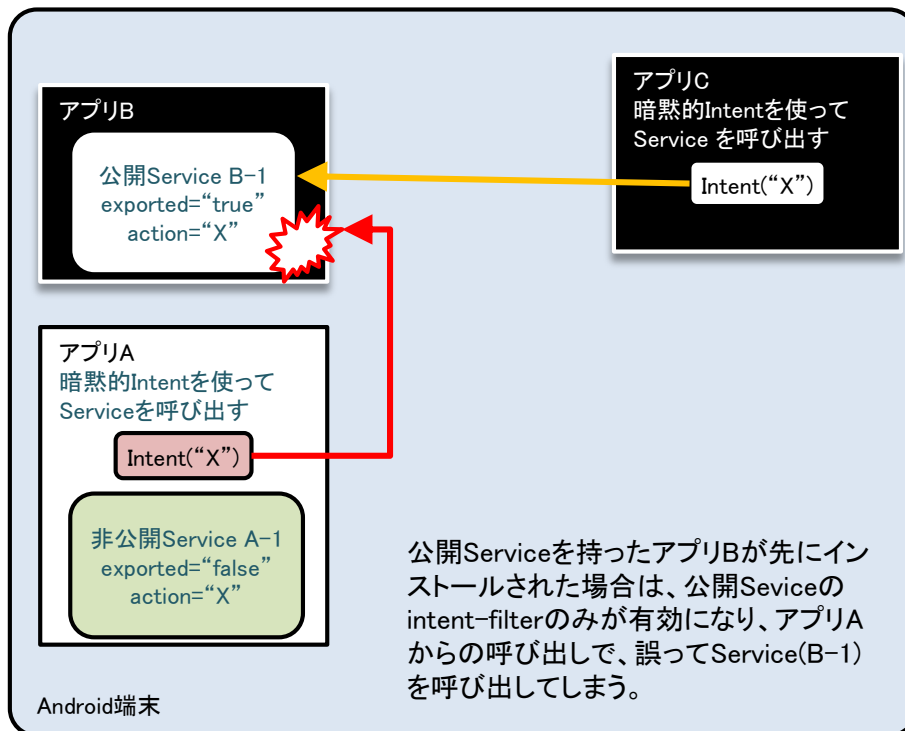 アプリB
公開Service B-1
exported=“true”
action=“X”
アプリC
暗黙的Intentを使って
Service を呼び出す
Intent(“X”)
アプリA
暗黙的Intentを使って
Serviceを呼び出す
Intent(“X”)
非公開Service A-1
exported=“false”
action=“X”
公開Serviceを持ったアプリBが先にイン
ストールされた場合は、公開Seviceの
intent-filterのみが有効になり、アプリA
からの呼び出しで、誤ってService(B-1)
を呼び出してしまう。
Android端末